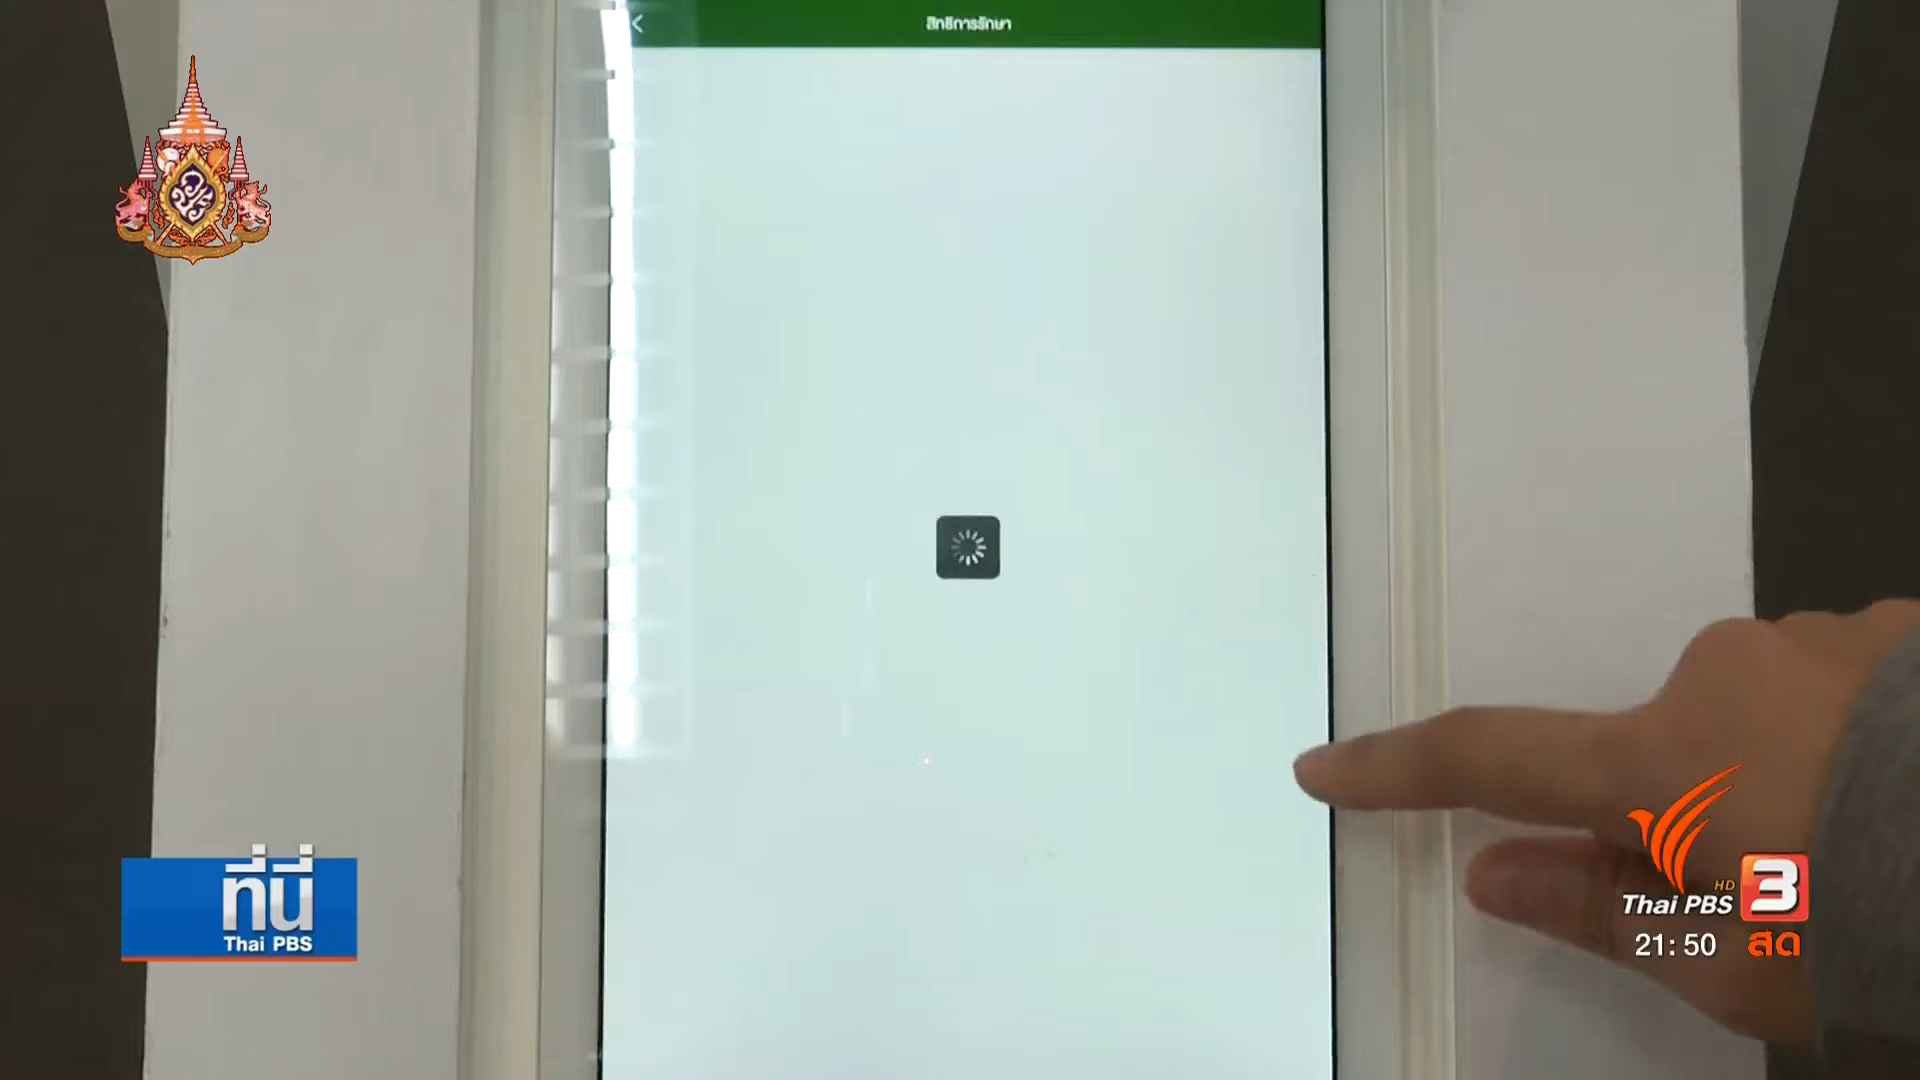 สิทธิการรักษา
ที่นี่
Thai PBS
HD
Thai PBS 3
21:50 สด